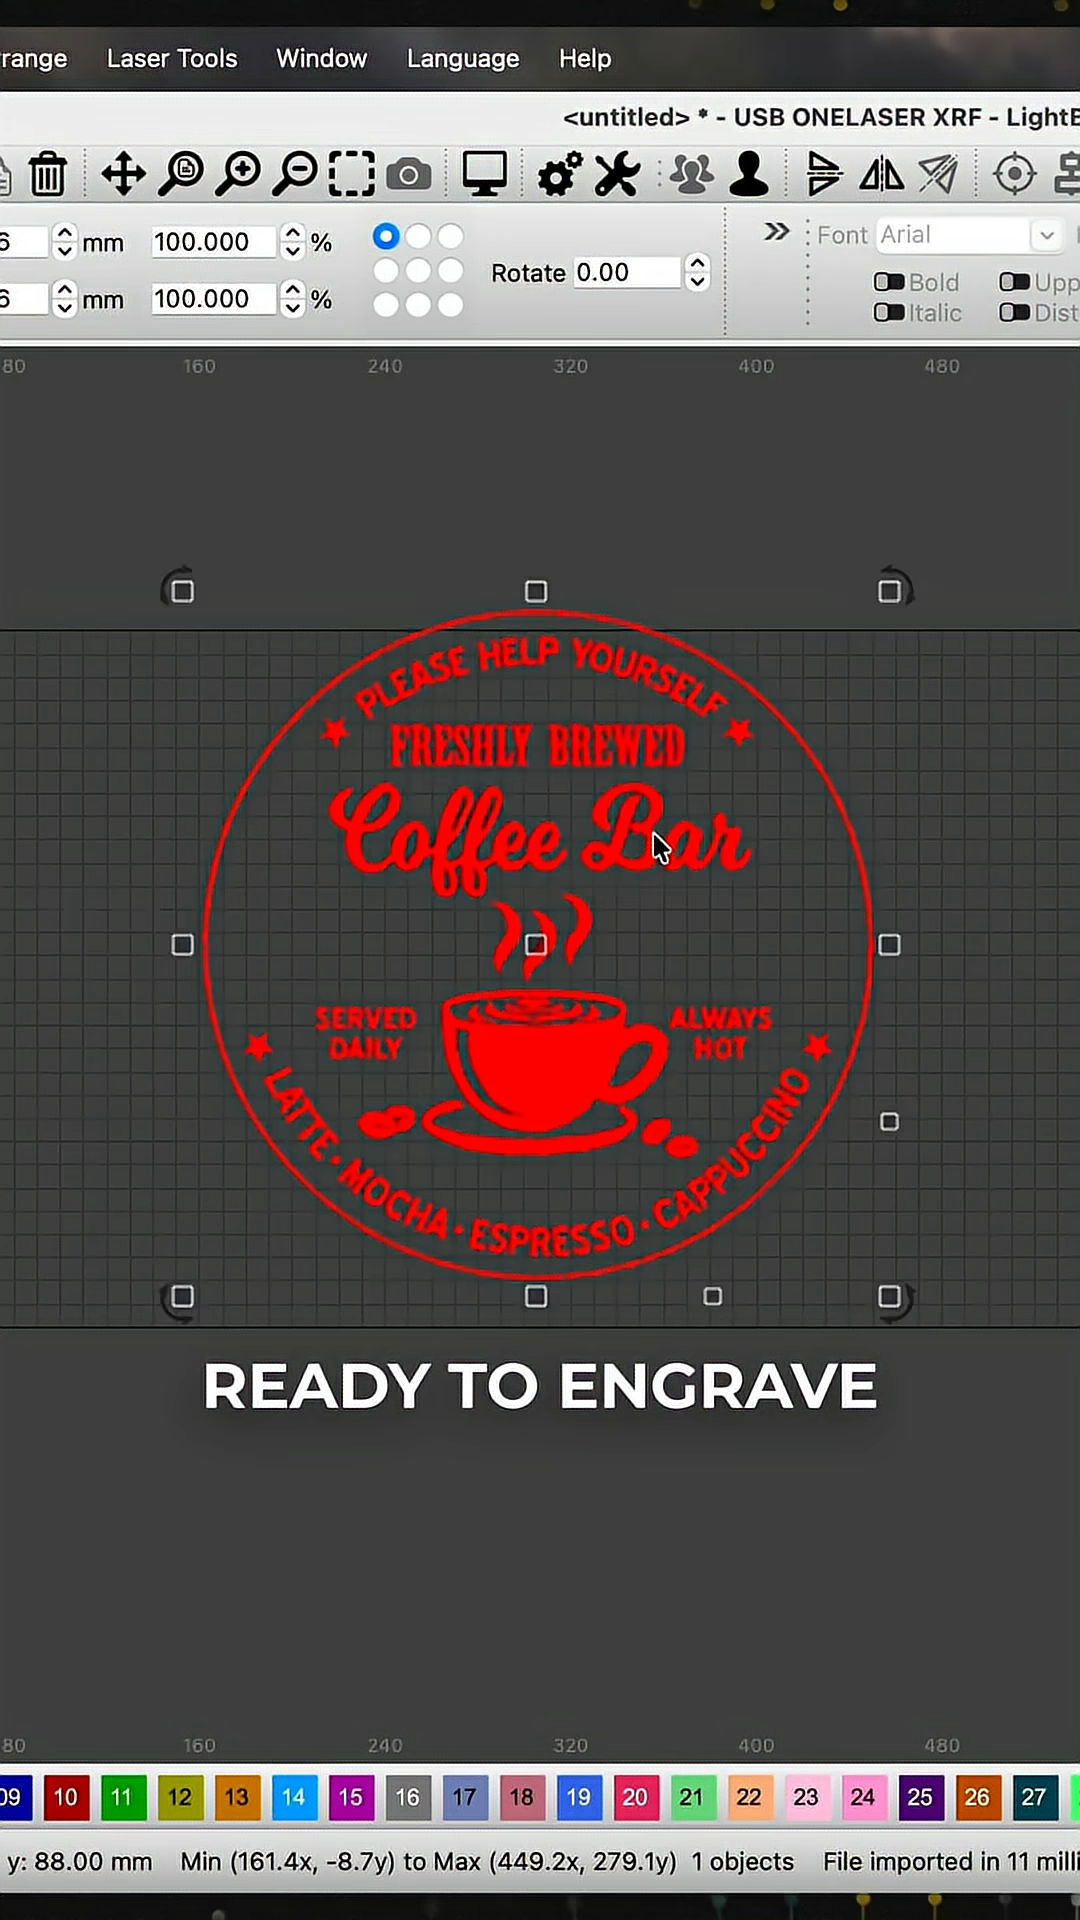 range Laser Tools Window Language Help
<untitled> * - USB ONELASER XRF - LightB
6 mm 100.000 % Rotate 0.00 Font Arial
6 mm 100.000 % Bold Upp
Italic Dist
80 160 240 320 400 480
PLEASE HELP YOURSELF
FRESHLY BREWED
Coffee Bar
SERVED DAILY
ALWAYS HOT
LATTE · MOCHA · ESPRESSO · CAPPUCCINO
READY TO ENGRAVE
80 160 240 320 400 480
09 10 11 12 13 14 15 16 17 18 19 20 21 22 23 24 25 26 27
y: 88.00 mm Min (161.4x, -8.7y) to Max (449.2x, 279.1y) 1 objects File imported in 11 milli